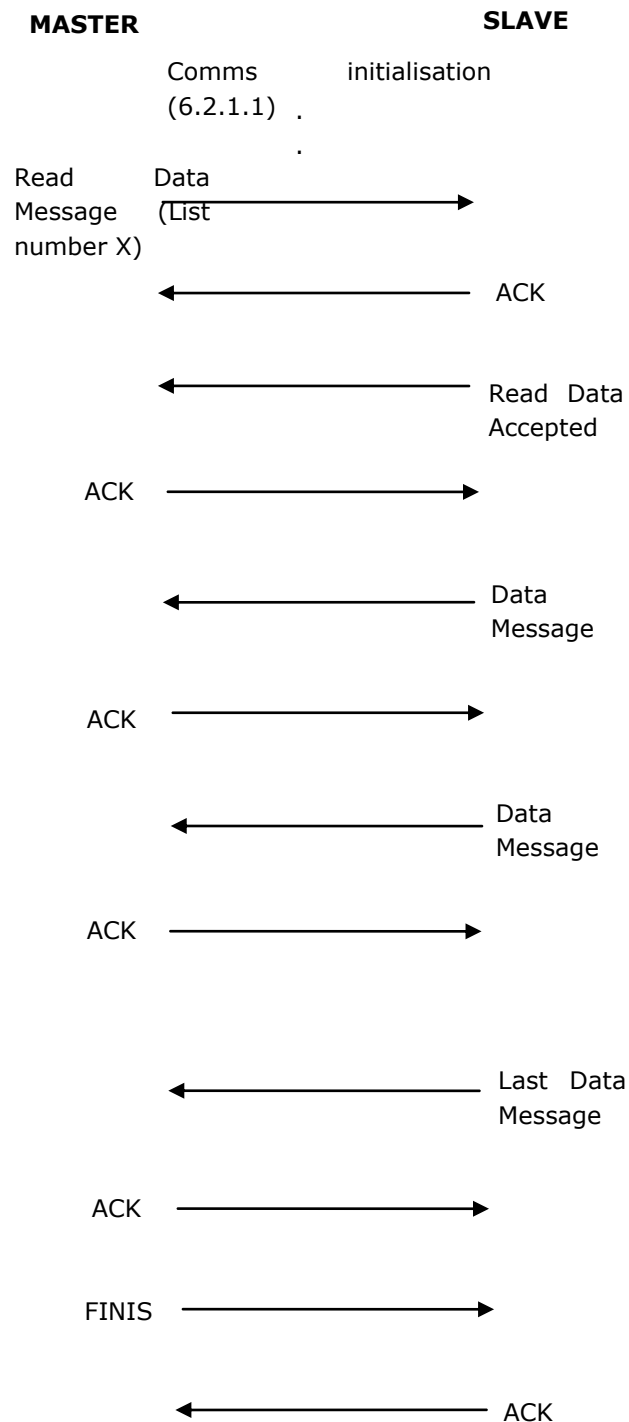 MASTER
SLAVE
Comms initialisation
(6.2.1.1) .
.
Read Data
Message (List
number X)
ACK
Read Data
Accepted
ACK
Data
Message
ACK
Data
Message
ACK
Last Data
Message
ACK
FINIS
ACK